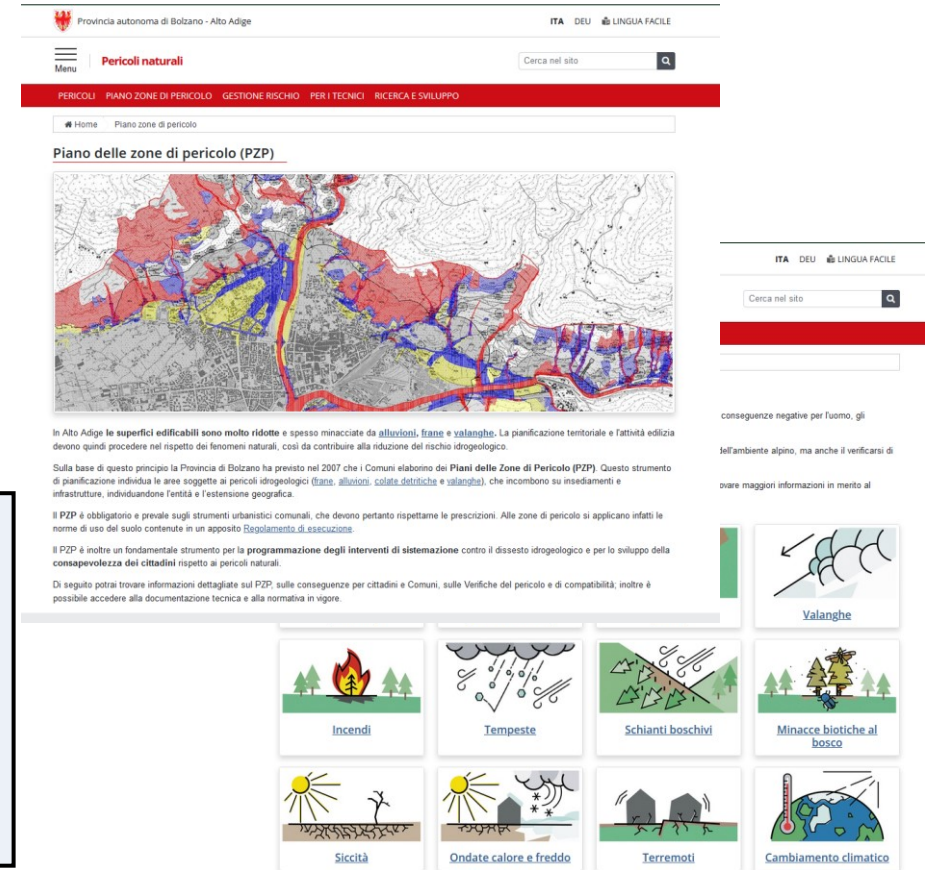 Provincia autonoma di Bolzano - Alto Adige
ITA DEU LINGUA FACILE
Menu
Pericoli naturali
Cerca nel sito
PERICOLI PIANO ZONE DI PERICOLO GESTIONE RISCHIO PER I TECNICI RICERCA E SVILUPPO
Home Piano zone di pericolo
Piano delle zone di pericolo (PZP)
In Alto Adige le superfici edificabili sono molto ridotte e spesso minacciate da alluvioni, frane e valanghe. La pianificazione territoriale e l'attività edilizia
devono quindi procedere nel rispetto dei fenomeni naturali, così da contribuire alla riduzione del rischio idrogeologico.
Sulla base di questo principio la Provincia di Bolzano ha previsto nel 2007 che i Comuni elaborino dei Piani delle Zone di Pericolo (PZP). Questo strumento
di pianificazione individua le aree soggette ai pericoli idrogeologici (frane, alluvioni, colate detritiche e valanghe), che incombono su insediamenti e
infrastrutture, individuandone l'entità e l'estensione geografica.
Il PZP é obbligatorio e prevale sugli strumenti urbanistici comunali, che devono pertanto rispettarne le prescrizioni. Alle zone di pericolo si applicano infatti le
norme di uso del suolo contenute in un apposito Regolamento di esecuzione.
Il PZP é inoltre un fondamentale strumento per la programmazione degli interventi di sistemazione contro il dissesto idrogeologico e per lo sviluppo della
consapevolezza dei cittadini rispetto ai pericoli naturali.
Di seguito potrai trovare informazioni dettagliate sul PZP, sulle conseguenze per cittadini e Comuni, sulle Verifiche del pericolo e di compatibilità; inoltre è
possibile accedere alla documentazione tecnica e alla normativa in vigore.
ITA DEU LINGUA FACILE
Cerca nel sito
conseguenze negative per l'uomo, gli
dell'ambiente alpino, ma anche il verificarsi di
ovare maggiori informazioni in merito al
Valanghe
Incendi
Tempeste
Schianti boschivi
Minacce biotiche al
bosco
Siccità
Ondate calore e freddo
Terremoti
Cambiamento climatico